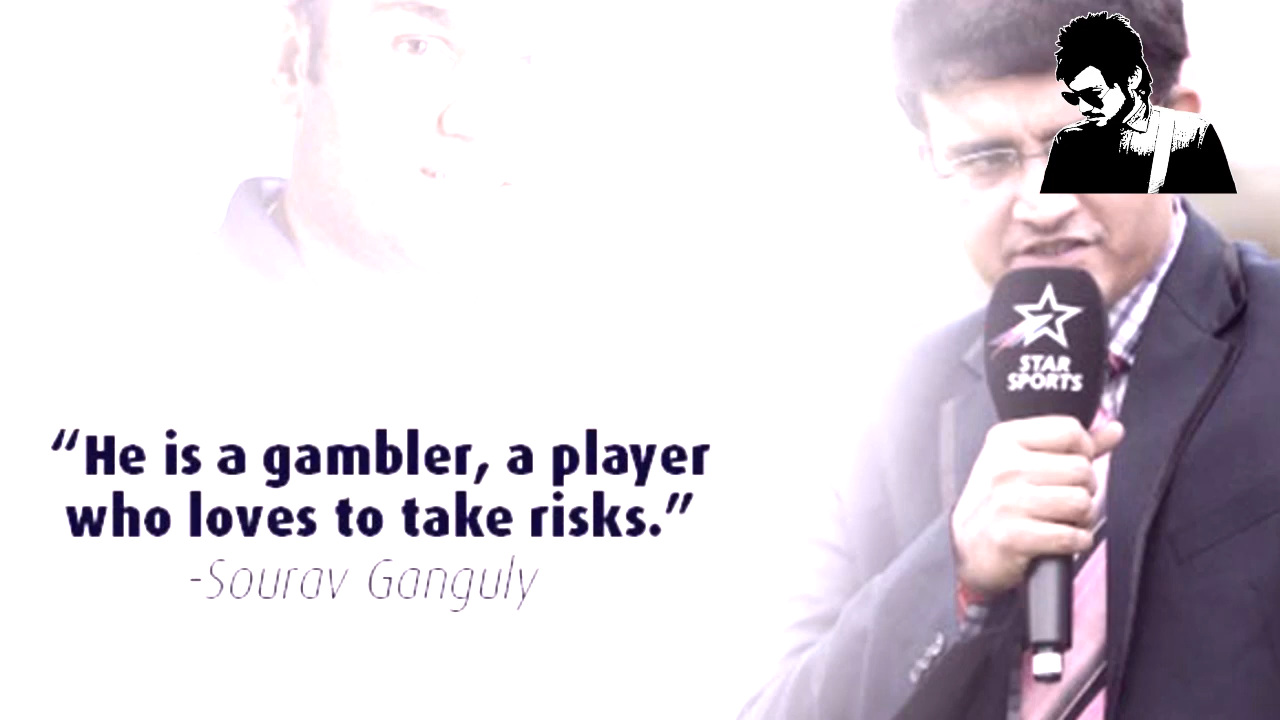 STAR
SPORTS
“He is a gambler, a player
who loves to take risks.”
-Sourav Ganguly